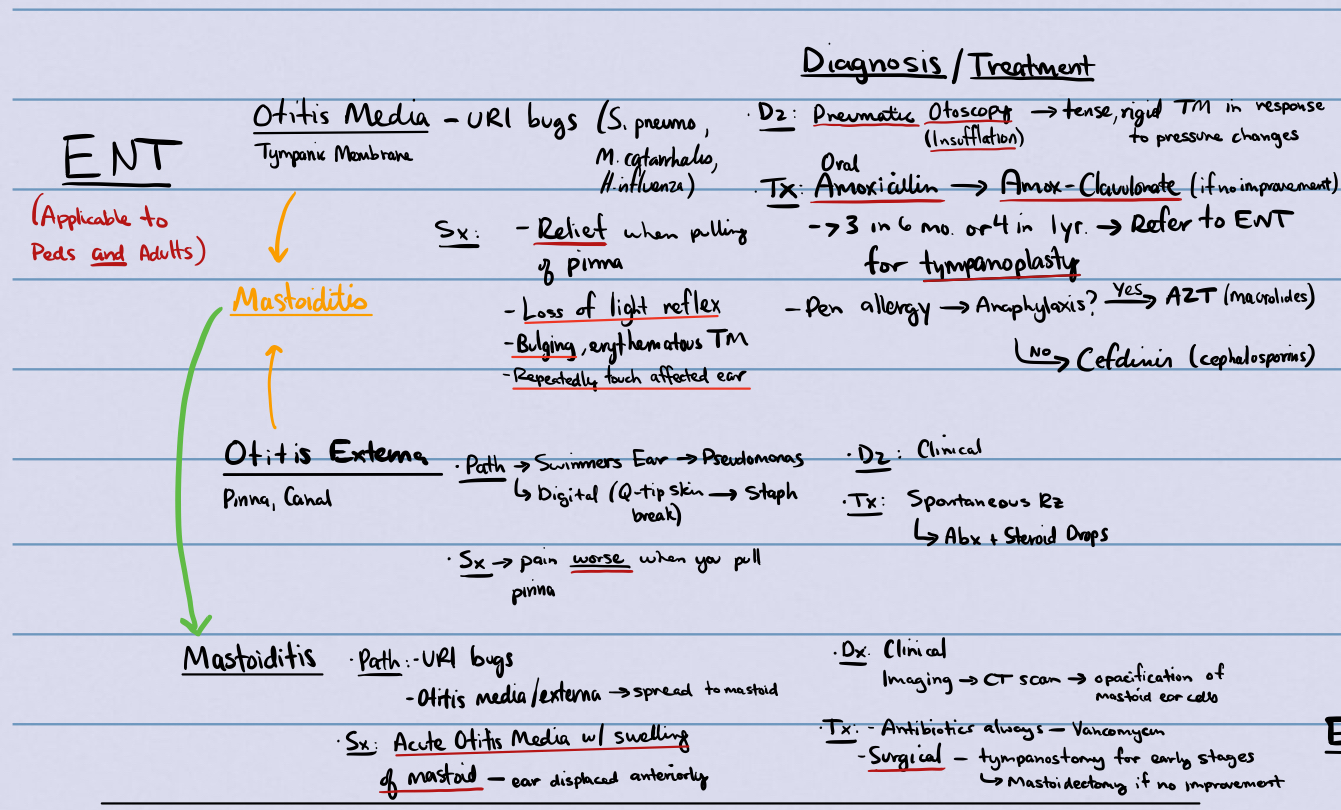 Diagnosis / Treatment
ENT
(Applicable to
Peds and Adults)
Otitis Media - URI bugs (S. pneumo,
M. catarrhalis,
H. influenza)
Tympanic Membrane
Sx: - Relief when pulling
of pinna
- Loss of light reflex
- Bulging, erythematous TM
- Repeatedly touch affected ear
· Dz: Pneumatic Otoscopy → tense, rigid TM in response
(Insufflation) to pressure changes
· Tx: Oral Amoxicillin → Amox-Clavulonate (if no improvement)
-> 3 in 6 mo. or 4 in 1yr. → Refer to ENT
for tympanoplasty
- Pen allergy → Anaphylaxis? Yes → AZT (macrolides)
No → Cefdinir (cephalosporins)
Mastoiditis
Otitis Externa
Pinna, Canal
· Path → Swimmers Ear → Pseudomonas
↳ Digital (Q-tip skin → Staph
break)
· Sx → pain worse when you pull
pinna
· Dz: Clinical
· Tx: Spontaneous Rz
↳ Abx + Steroid Drops
Mastoiditis
· Path: - URI bugs
- Otitis media/externa → spread to mastoid
· Sx: Acute Otitis Media w/ swelling
of mastoid - ear displaced anteriorly
· Dx: Clinical
Imaging → CT scan → opacification of
mastoid ear cells
· Tx: - Antibiotics always - Vancomycin
- Surgical - tympanostomy for early stages
↳ Mastoidectomy if no improvement